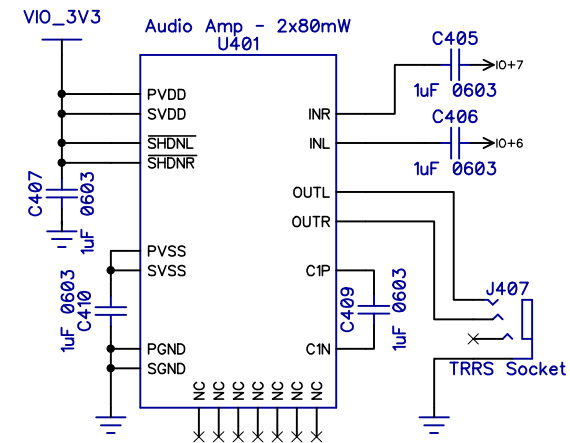 VIO_3V3
Audio Amp - 2x80mW
U401
C405
IO+7
1uF 0603
C406
IO+6
1uF 0603
PVDD
SVDD
SHDNL
SHDNR
INR
INL
OUTL
OUTR
C407
1uF 0603
PVSS
SVSS
C1P
C1N
C410
1uF 0603
C409
1uF 0603
PGND
SGND
NC
NC
NC
NC
NC
NC
NC
J407
TRRS Socket